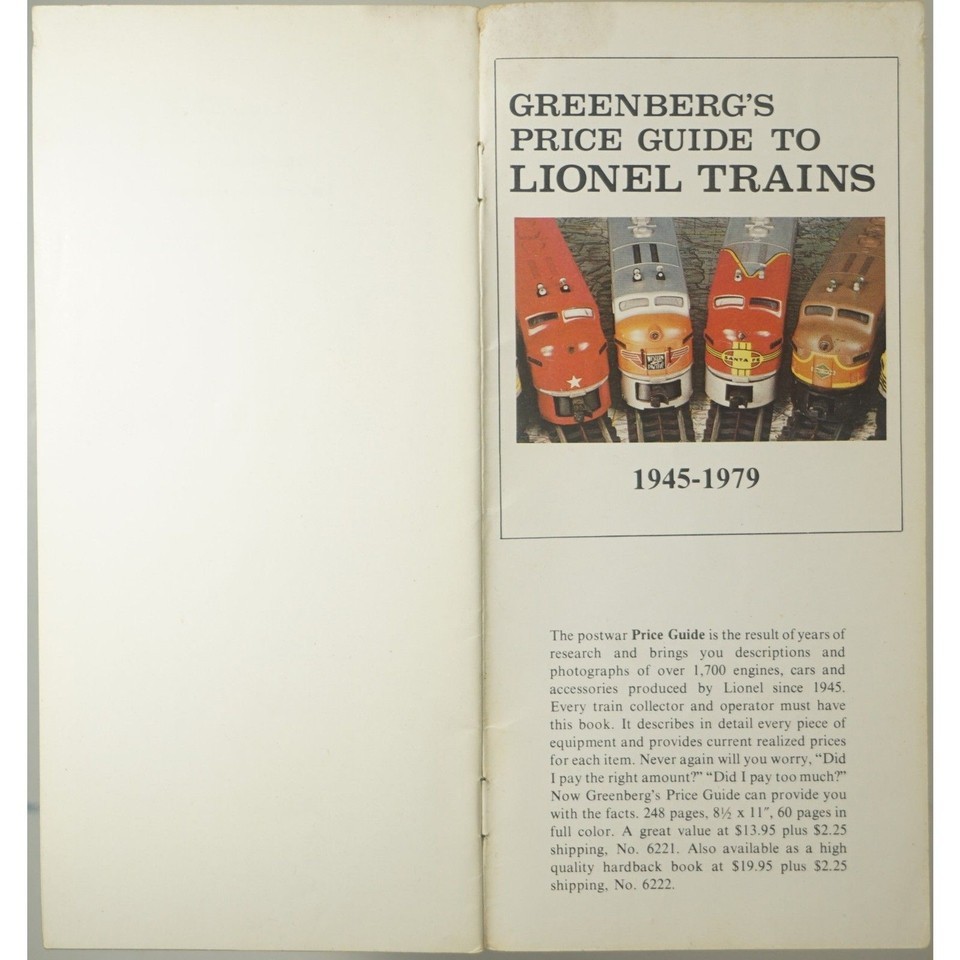 GREENBERG'S
PRICE GUIDE TO
LIONEL TRAINS
SANTA FE
1945-1979
The postwar Price Guide is the result of years of
research and brings you descriptions and
photographs of over 1,700 engines, cars and
accessories produced by Lionel since 1945.
Every train collector and operator must have
this book. It describes in detail every piece of
equipment and provides current realized prices
for each item. Never again will you worry, “Did
I pay the right amount?” “Did I pay too much?”
Now Greenberg's Price Guide can provide you
with the facts. 248 pages, 8½ x 11″, 60 pages in
full color. A great value at $13.95 plus $2.25
shipping, No. 6221. Also available as a high
quality hardback book at $19.95 plus $2.25
shipping, No. 6222.